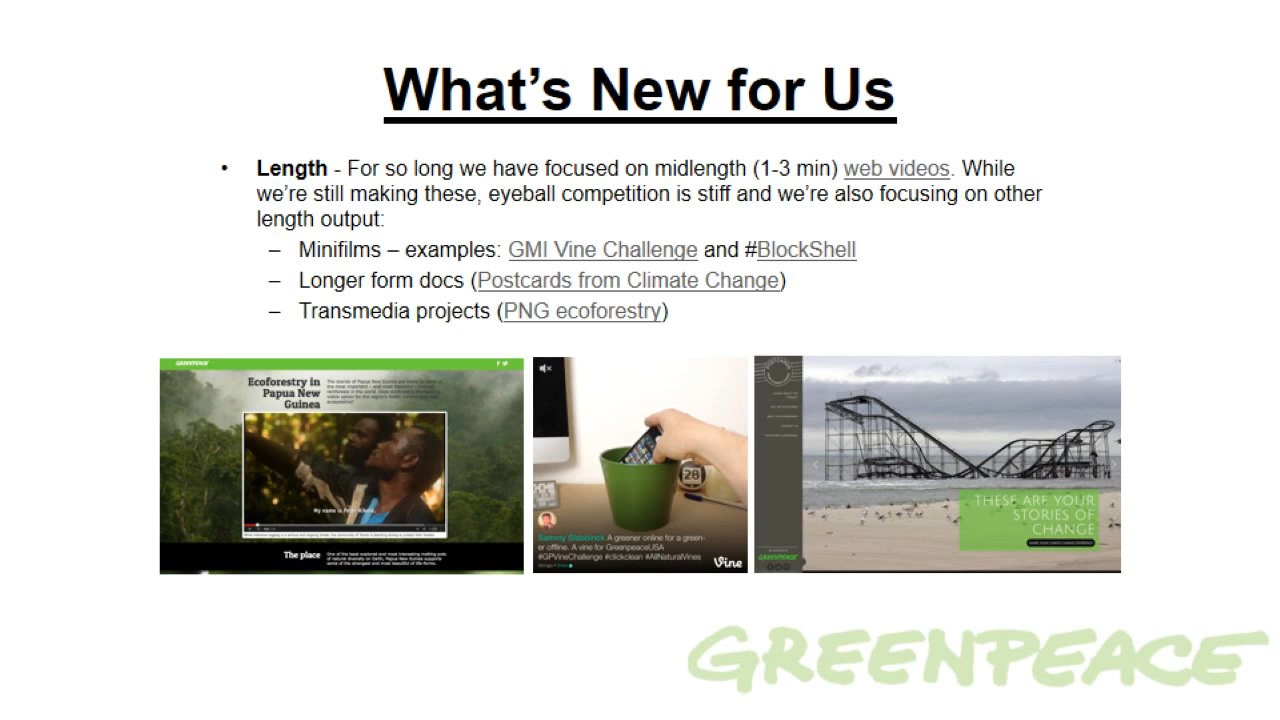 What's New for Us
• Length - For so long we have focused on midlength (1-3 min) web videos. While
we're still making these, eyeball competition is stiff and we're also focusing on other
length output:
– Minifilms – examples: GMI Vine Challenge and #BlockShell
– Longer form docs (Postcards from Climate Change)
– Transmedia projects (PNG ecoforestry)
GREENPEACE
Ecoforestry in
Papua New
Guinea
The place
28
Sammy Slabbinck A greener online for a green-
er offline. A vine for GreenpeaceUSA
#GPVineChallenge #clickclean #AllNaturalVines
Vine
THESE ARE YOUR
STORIES OF
CHANGE
GREENPEACE
GREENPEACE